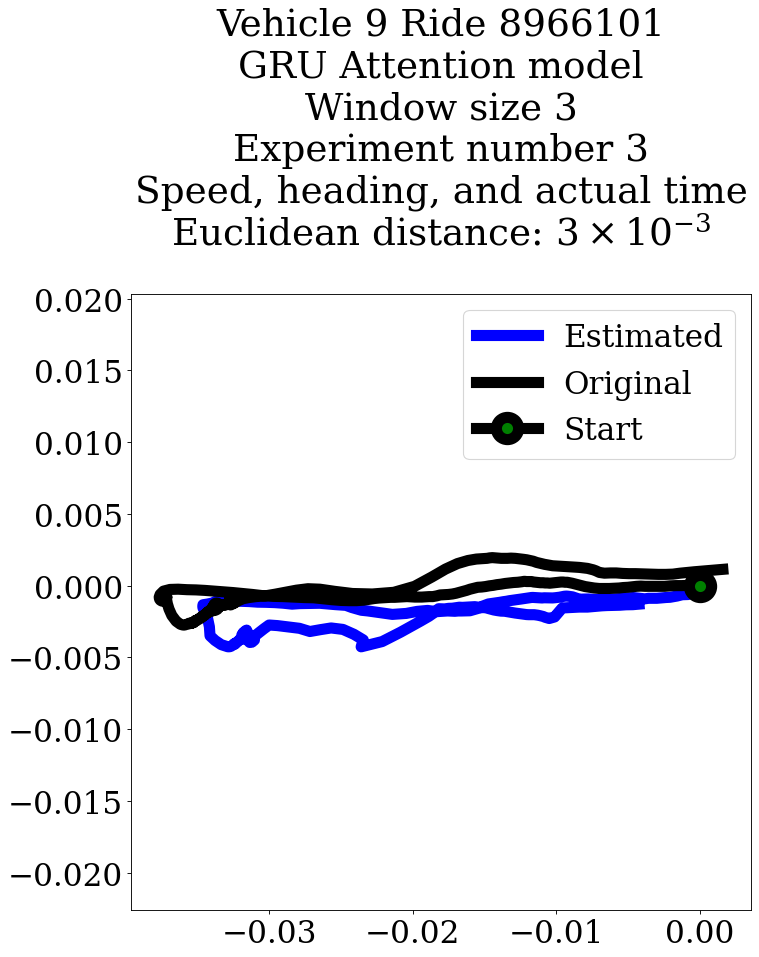 Vehicle 9 Ride 8966101
GRU Attention model
Window size 3
Experiment number 3
Speed, heading, and actual time
Euclidean distance: 3 × 10⁻³
0.020
0.015
0.010
0.005
0.000
−0.005
−0.010
−0.015
−0.020
Estimated
Original
Start
−0.03
−0.02
−0.01
0.00